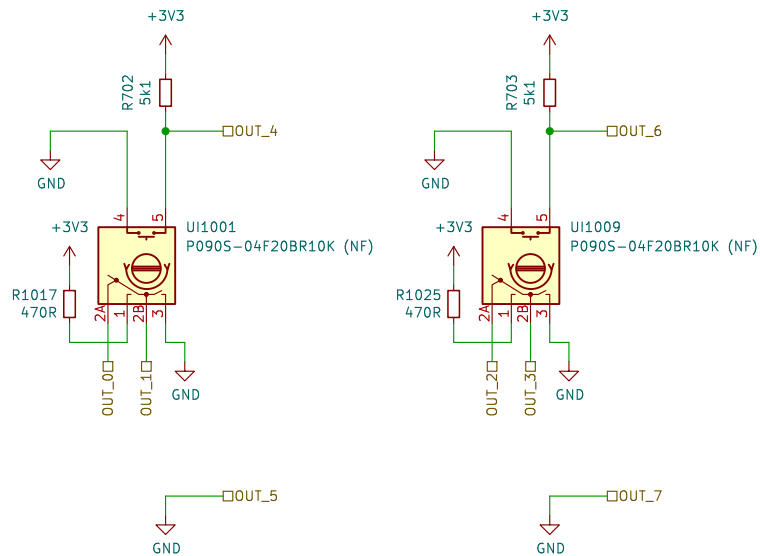 +3V3
R702
5k1
OUT_4
GND
4
5
UI1001
P090S-04F20BR10K (NF)
+3V3
R1017
470R
2A
1
2B
3
OUT_0
OUT_1
GND
OUT_5
GND
+3V3
R703
5k1
OUT_6
GND
4
5
UI1009
P090S-04F20BR10K (NF)
+3V3
R1025
470R
2A
1
2B
3
OUT_2
OUT_3
GND
OUT_7
GND